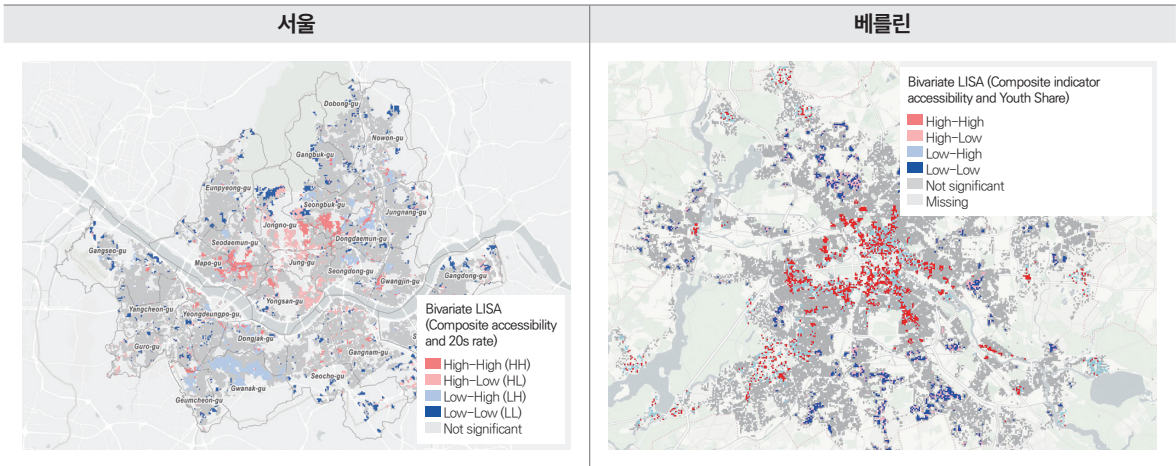 서울
베를린
Dobong-gu
Nowon-gu
Gangbuk-gu
Eunpyeong-gu
Seongbuk-gu
Jungnang-gu
Jongno-gu
Seodaemun-gu
Dongdaemun-gu
Gangseo-gu
Mapo-gu
Jung-gu
Seongdong-gu
Gangdong-gu
Gwangjin-gu
Yongsan-gu
Yangcheon-gu
Yeongdeungpo-gu
Dongjak-gu
Guro-gu
Gangnam-gu
Seocho-gu
Gwanak-gu
Geumcheon-gu
Bivariate LISA
(Composite accessibility
and 20s rate)
High-High (HH)
High-Low (HL)
Low-High (LH)
Low-Low (LL)
Not significant
Bivariate LISA (Composite indicator
accessibility and Youth Share)
High-High
High-Low
Low-High
Low-Low
Not significant
Missing